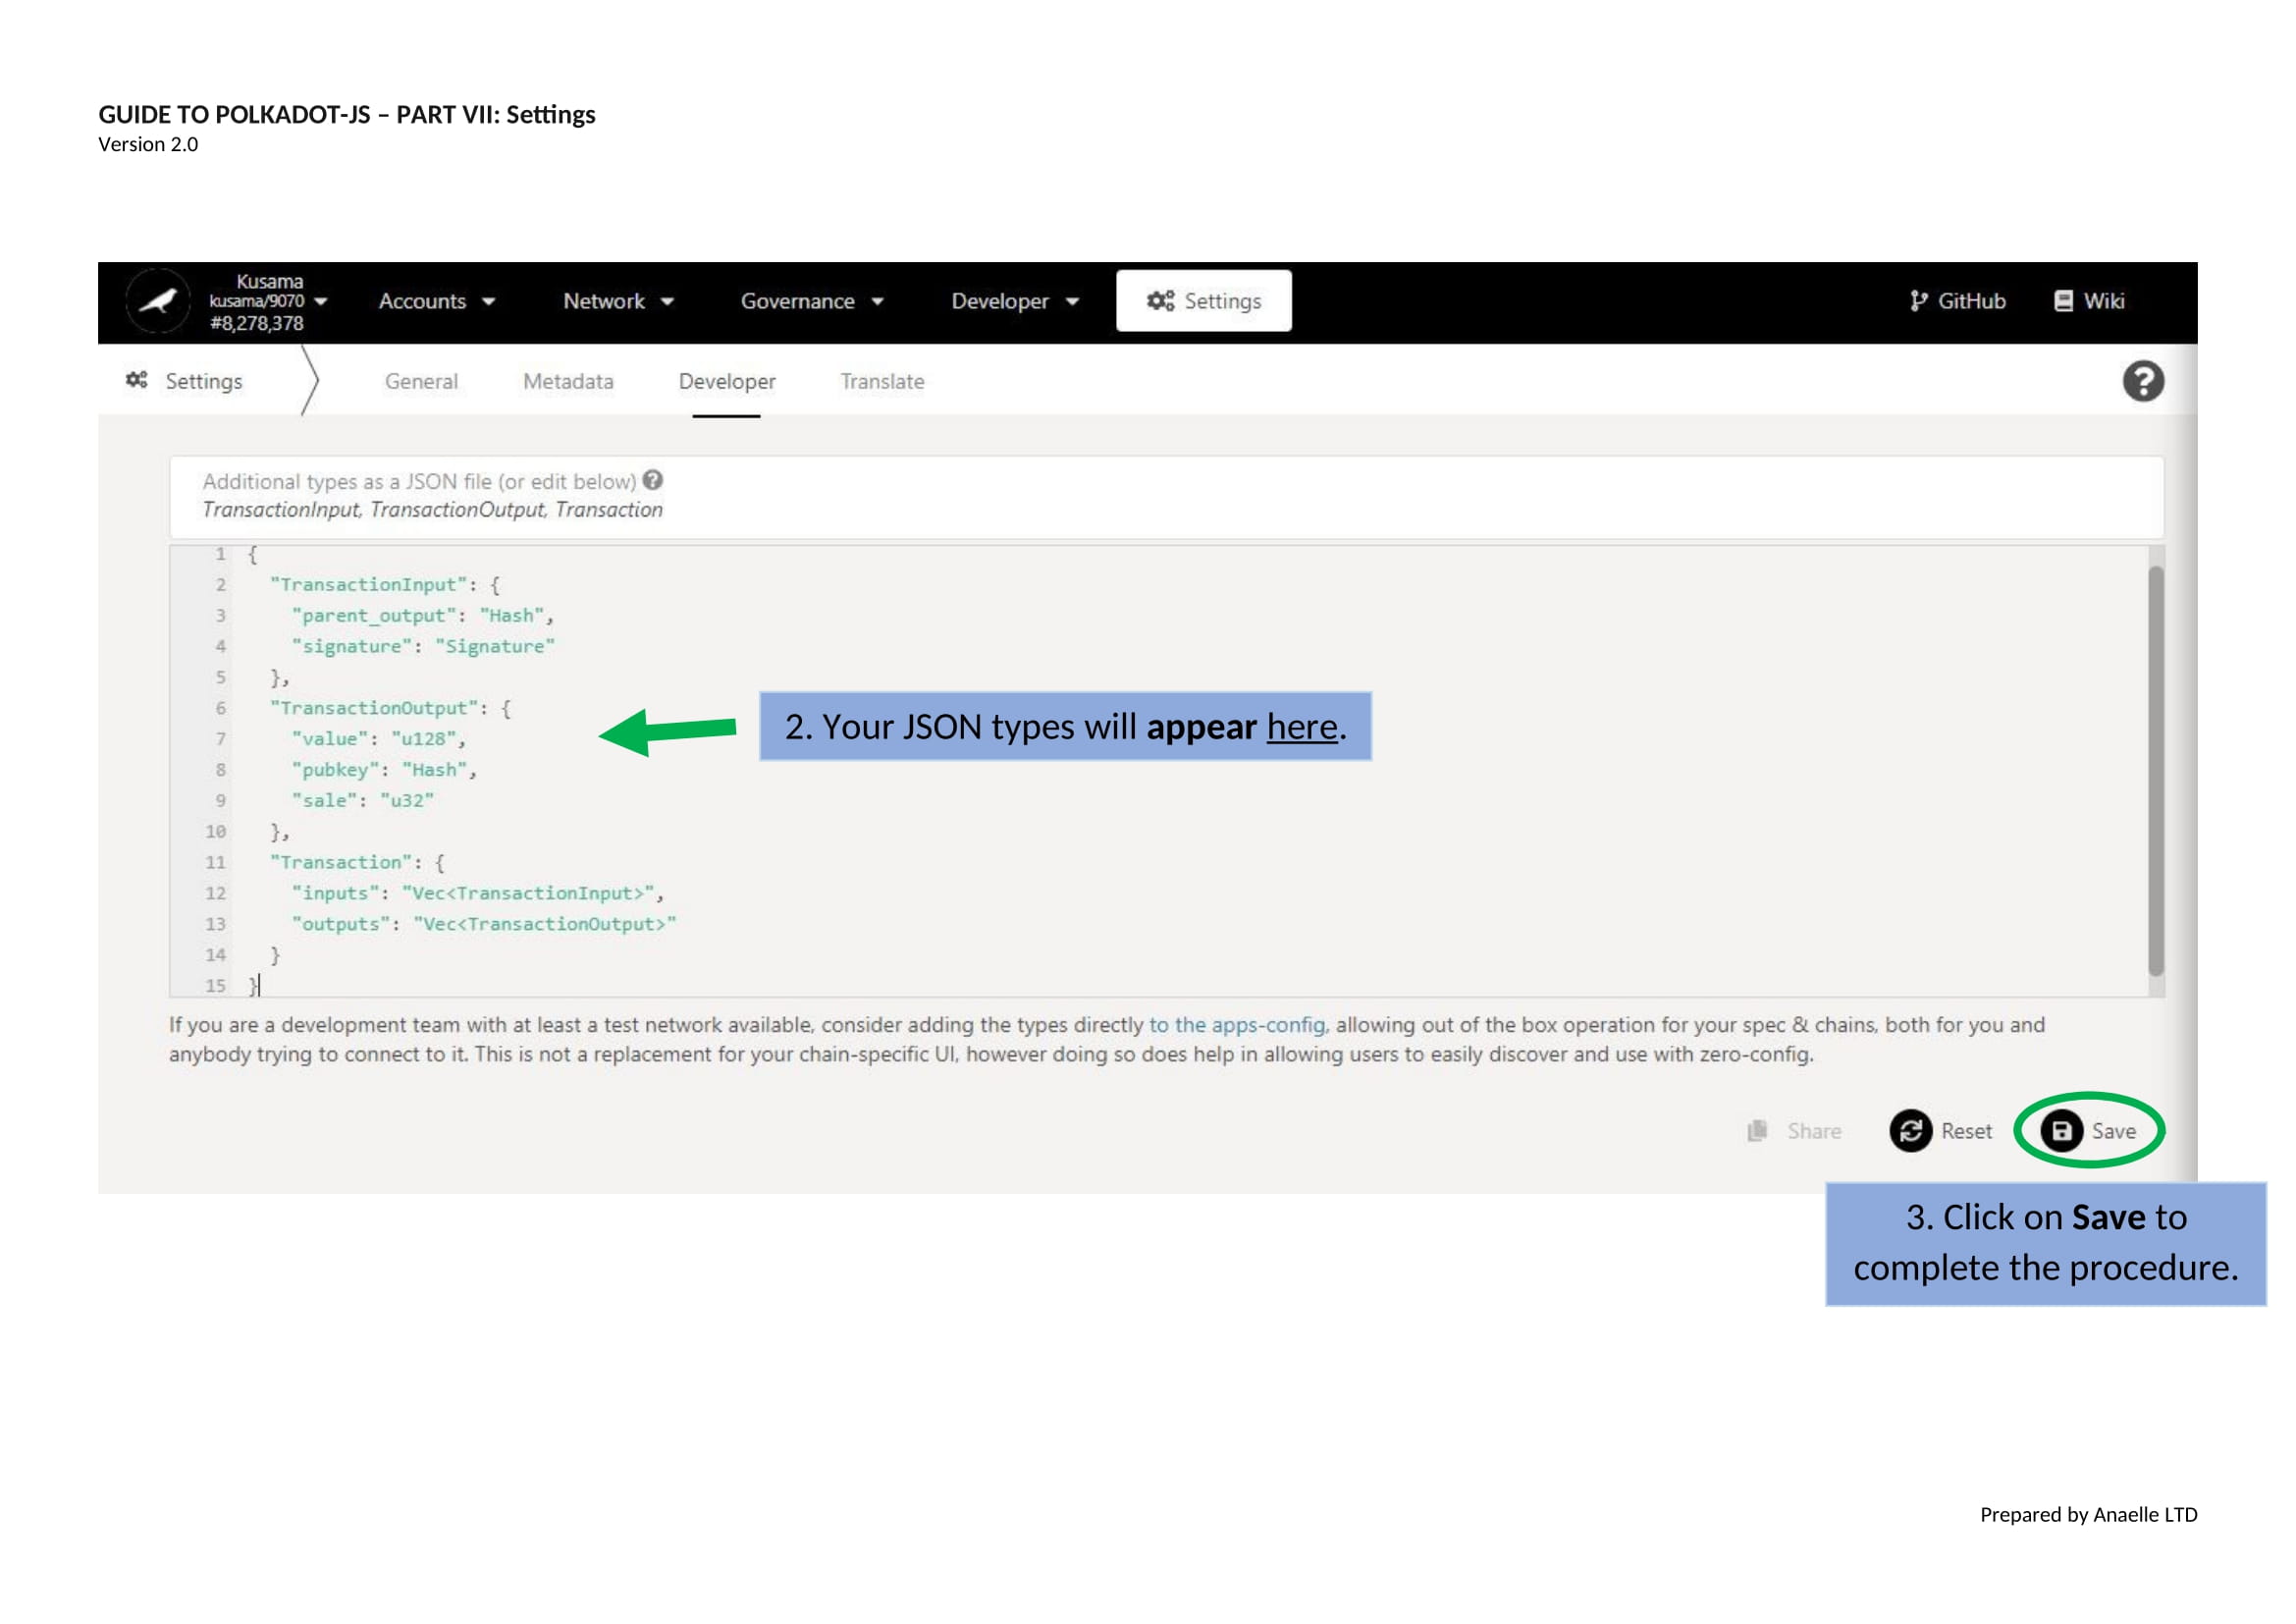 GUIDE TO POLKADOT-JS – PART VII: Settings
Version 2.0
Kusama
kusama/9070
#8,278,378
Accounts
Network
Governance
Developer
Settings
GitHub
Wiki
Settings
General
Metadata
Developer
Translate
Additional types as a JSON file (or edit below)
TransactionInput, TransactionOutput, Transaction
1 {
2 "TransactionInput": {
3 "parent_output": "Hash",
4 "signature": "Signature"
5 },
6 "TransactionOutput": {
7 "value": "u128",
8 "pubkey": "Hash",
9 "sale": "u32"
10 },
11 "Transaction": {
12 "inputs": "Vec<TransactionInput>",
13 "outputs": "Vec<TransactionOutput>"
14 }
15 }
2. Your JSON types will appear here.
If you are a development team with at least a test network available, consider adding the types directly to the apps-config, allowing out of the box operation for your spec & chains, both for you and
anybody trying to connect to it. This is not a replacement for your chain-specific UI, however doing so does help in allowing users to easily discover and use with zero-config.
Share
Reset
Save
3. Click on Save to
complete the procedure.
Prepared by Anaelle LTD